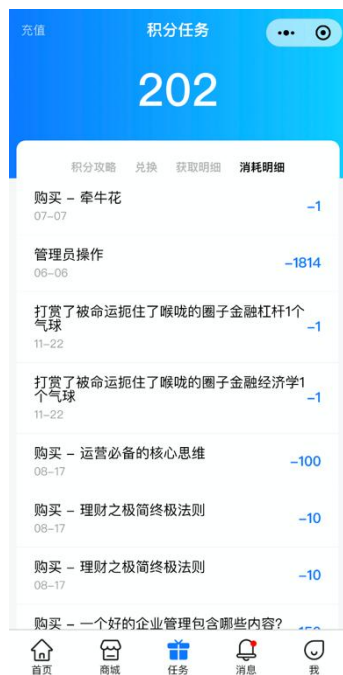 充值
积分任务
202
积分攻略 兑换 获取明细 消耗明细
购买 – 牵牛花
07–07
–1
管理员操作
06–06
–1814
打赏了被命运扼住了喉咙的圈子金融杠杆1个
气球
11–22
–1
打赏了被命运扼住了喉咙的圈子金融经济学1
个气球
11–22
–1
购买 – 运营必备的核心思维
08–17
–100
购买 – 理财之极简终极法则
08–17
–10
购买 – 理财之极简终极法则
08–17
–10
购买 – 一个好的企业管理包含哪些内容?
首页 商城 任务 消息 我